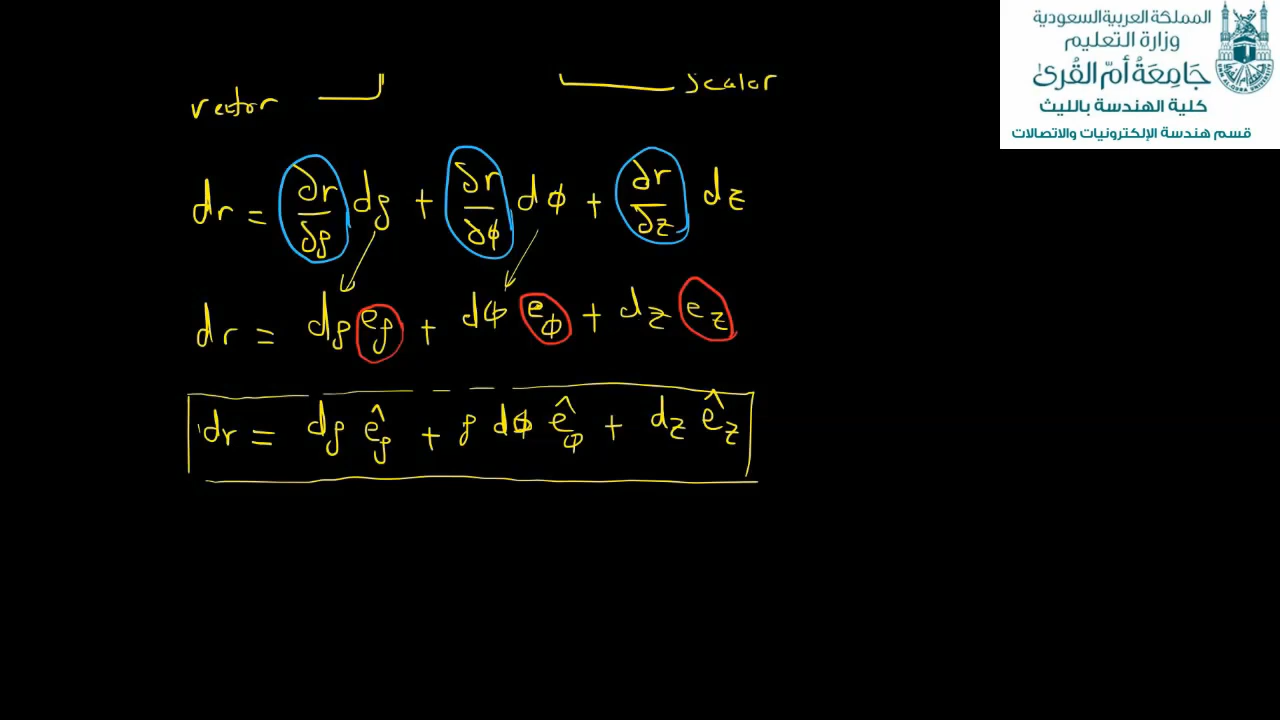 المملكة العربية السعودية
وزارة التعليم
جَامِعَةُ أمّ القُرىٰ
كلية الهندسة بالليث
قسم هندسة الإلكترونيات والاتصالات
vector scalar
dr = ∂r/∂ρ dρ + ∂r/∂ϕ dϕ + ∂r/∂z dz
dr = dρ eρ + dϕ eϕ + dz ez
dr = dρ êρ + ρ dϕ êϕ + dz êz